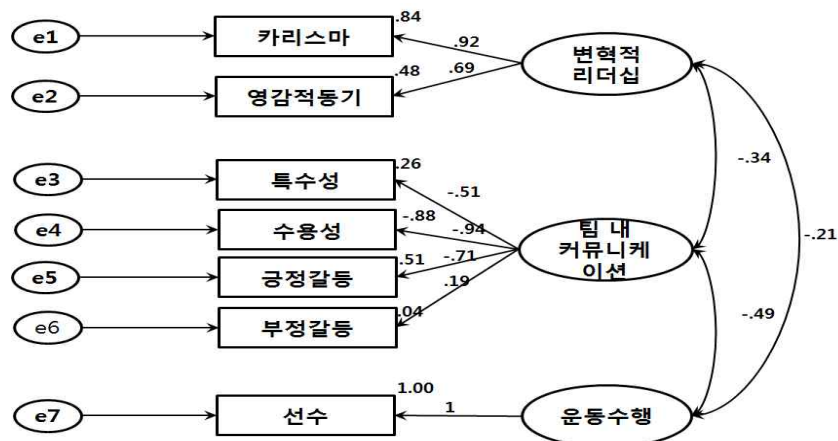 e1
카리스마
.84
.92
변혁적
리더십
e2
영감적동기
.48
.69
e3
특수성
.26
-.51
-.34
e4
수용성
-.88
-.94
팀 내
커뮤니케
이션
-.21
e5
긍정갈등
.51
-.71
.19
e6
부정갈등
.04
-.49
e7
선수
1.00
1
운동수행